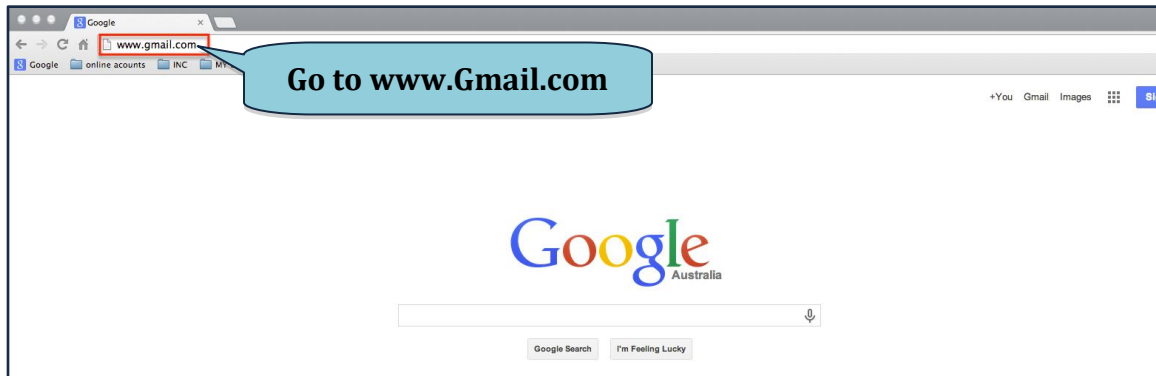 Google
www.gmail.com
Google online acounts INC
Go to www.Gmail.com
+You Gmail Images
Google
Australia
Google Search I'm Feeling Lucky